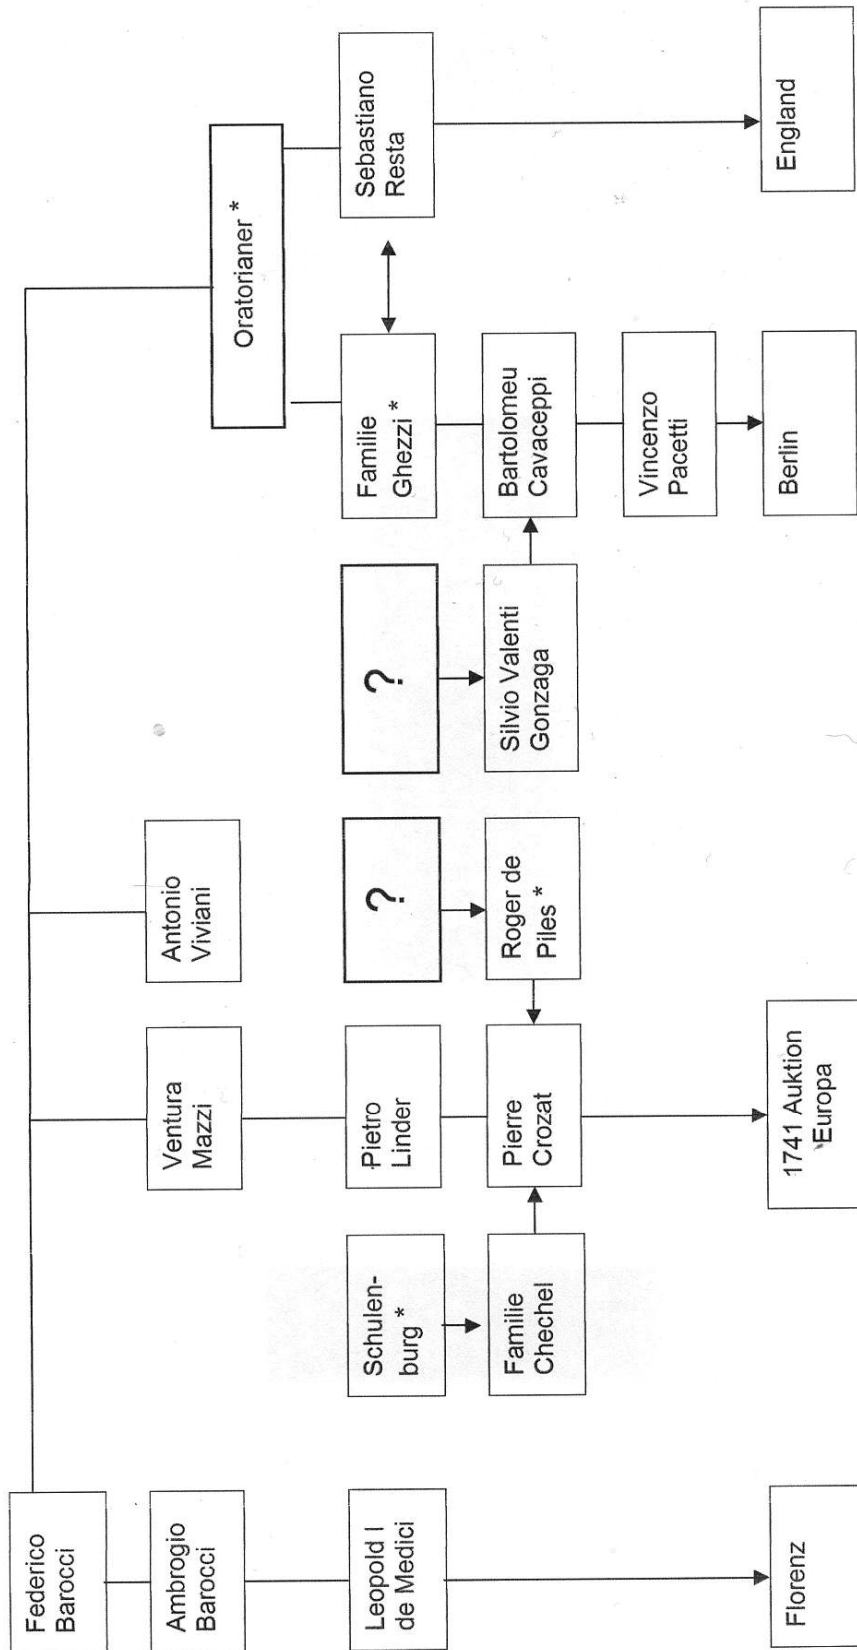 Federico
Barocci
Ambrogio
Barocci
Leopold I
de Medici
Florenz
Schulen-
burg *
Familie
Chechel
Ventura
Mazzi
Pietro
Linder
Pierre
Crozat
1741 Auktion
Europa
Antonio
Viviani
?
Roger de
Piles *
?
Silvio Valenti
Gonzaga
Oratorianer *
Familie
Ghezzi *
Bartolomeu
Cavaceppi
Vincenzo
Pacetti
Berlin
Sebastiano
Resta
England